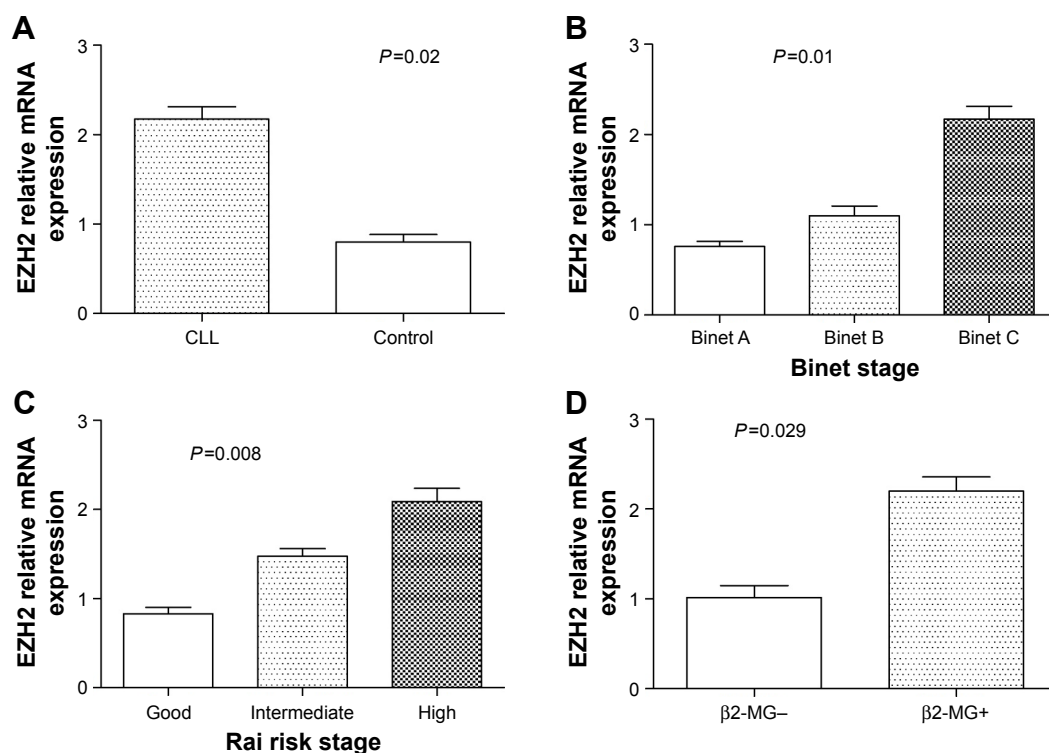 A
EZH2 relative mRNA
expression
3
2
1
0
P=0.02
CLL
Control
B
EZH2 relative mRNA
expression
3
2
1
0
P=0.01
Binet A
Binet B
Binet C
Binet stage
C
EZH2 relative mRNA
expression
3
2
1
0
P=0.008
Good
Intermediate
High
Rai risk stage
D
EZH2 relative mRNA
expression
3
2
1
0
P=0.029
β2-MG–
β2-MG+